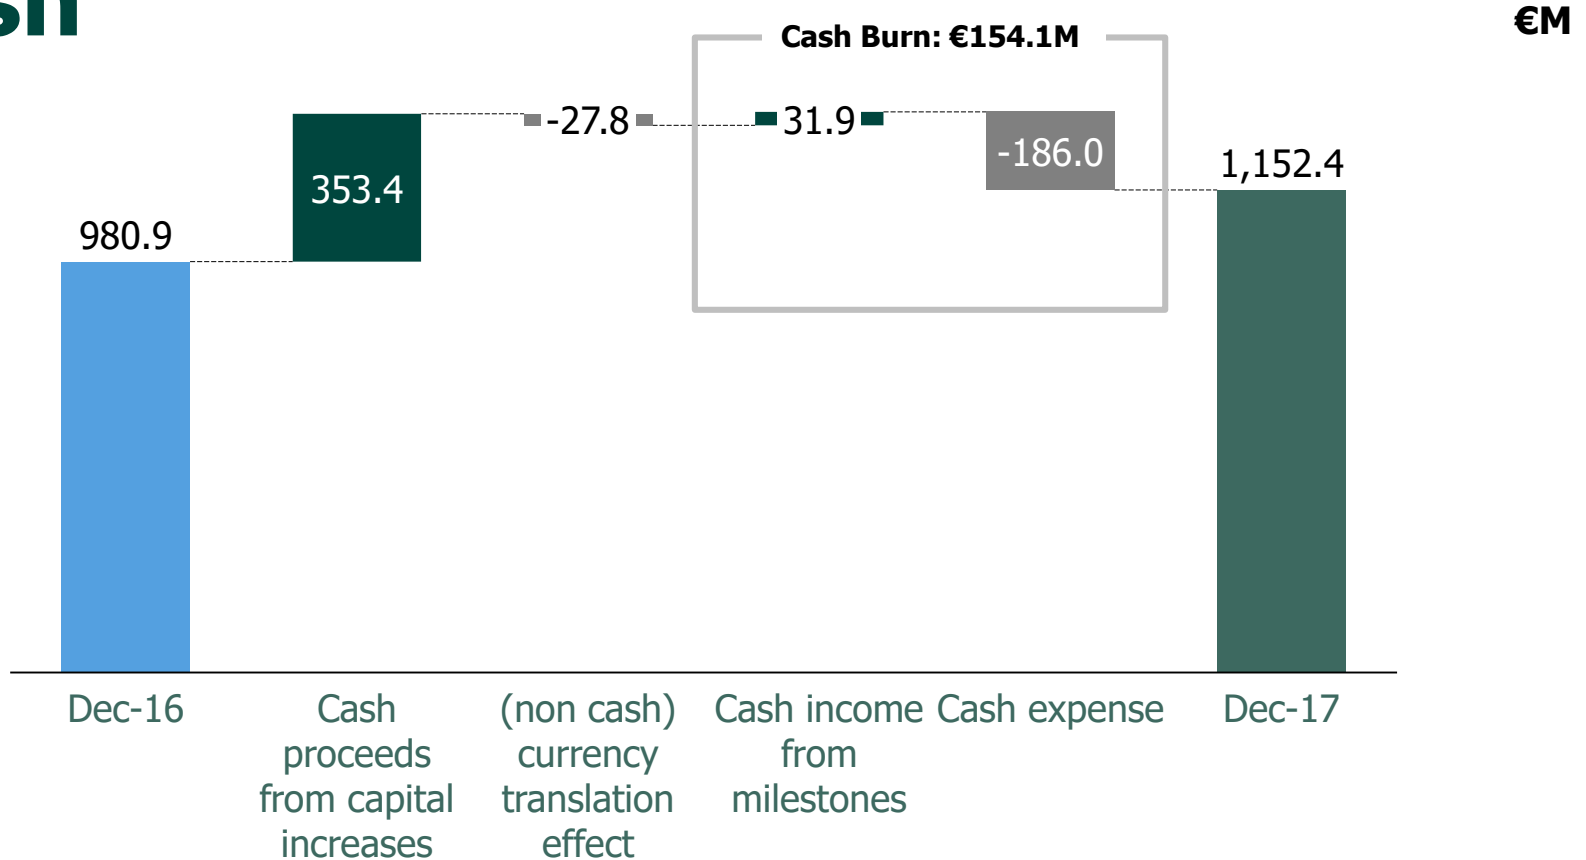 €M
Cash Burn: €154.1M
980.9
353.4
-27.8
31.9
-186.0
1,152.4
Dec-16
Cash
proceeds
from capital
increases
(non cash)
currency
translation
effect
Cash income
from
milestones
Cash expense
Dec-17